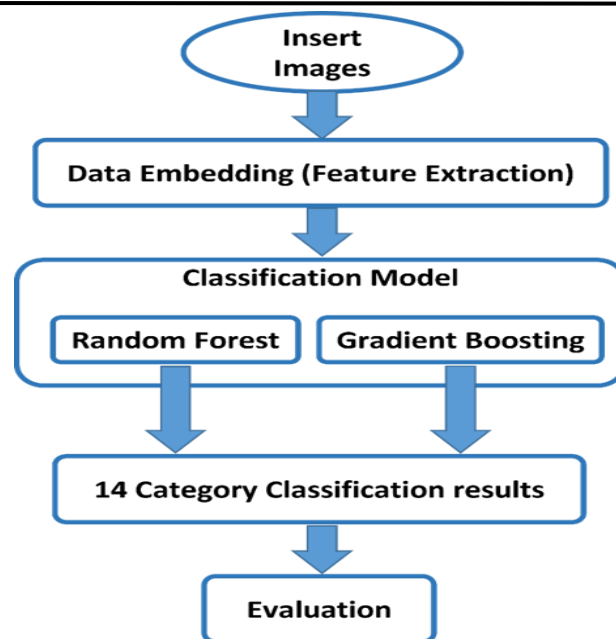 Insert
Images
Data Embedding (Feature Extraction)
Classification Model
Random Forest
Gradient Boosting
14 Category Classification results
Evaluation